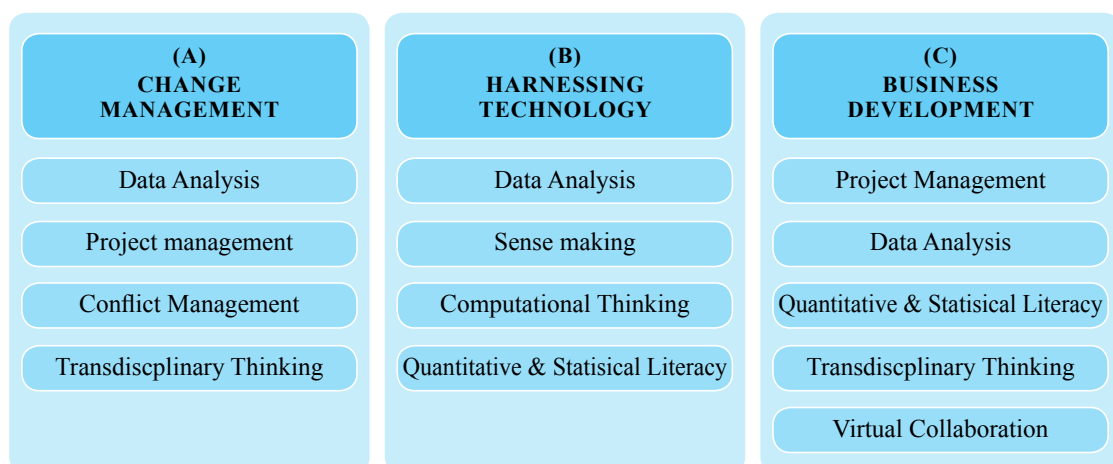 (A)
CHANGE
MANAGEMENT
Data Analysis
Project management
Conflict Management
Transdiscplinary Thinking
(B)
HARNESSING
TECHNOLOGY
Data Analysis
Sense making
Computational Thinking
Quantitative & Statisical Literacy
(C)
BUSINESS
DEVELOPMENT
Project Management
Data Analysis
Quantitative & Statisical Literacy
Transdiscplinary Thinking
Virtual Collaboration